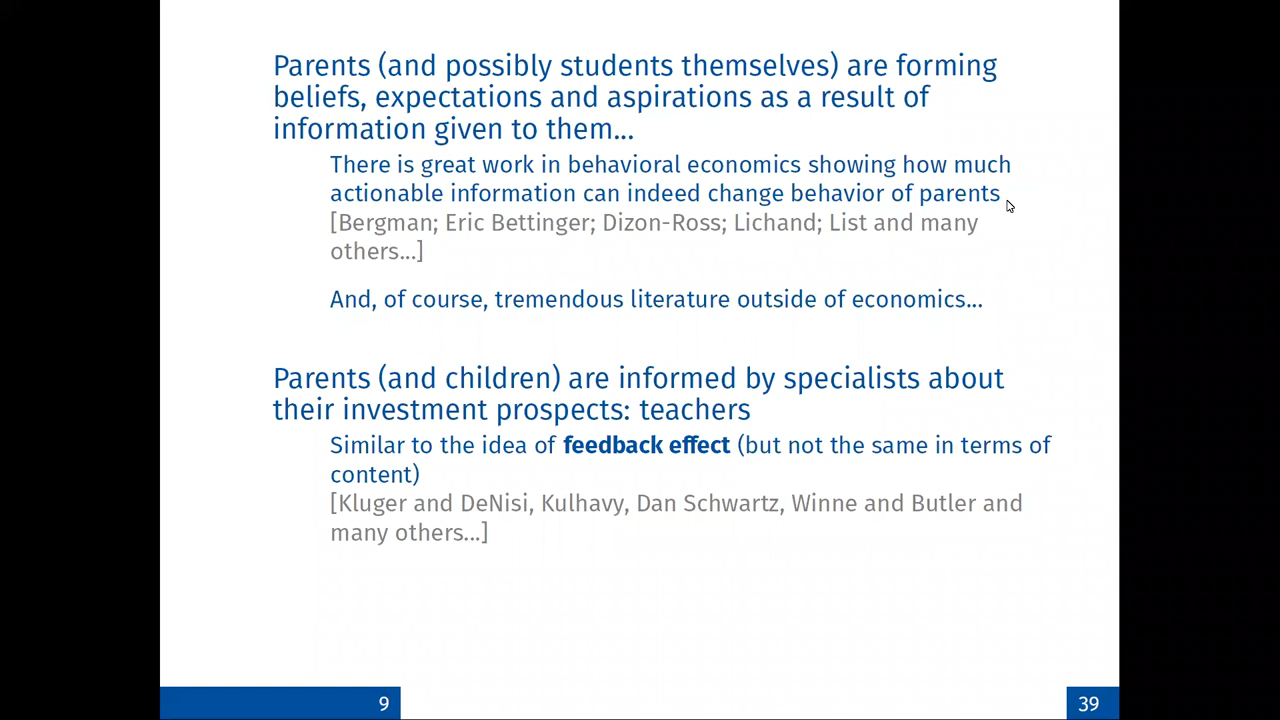 Parents (and possibly students themselves) are forming
beliefs, expectations and aspirations as a result of
information given to them...
There is great work in behavioral economics showing how much
actionable information can indeed change behavior of parents
[Bergman; Eric Bettinger; Dizon-Ross; Lichand; List and many
others...]
And, of course, tremendous literature outside of economics...
Parents (and children) are informed by specialists about
their investment prospects: teachers
Similar to the idea of feedback effect (but not the same in terms of
content)
[Kluger and DeNisi, Kulhavy, Dan Schwartz, Winne and Butler and
many others...]
9
39